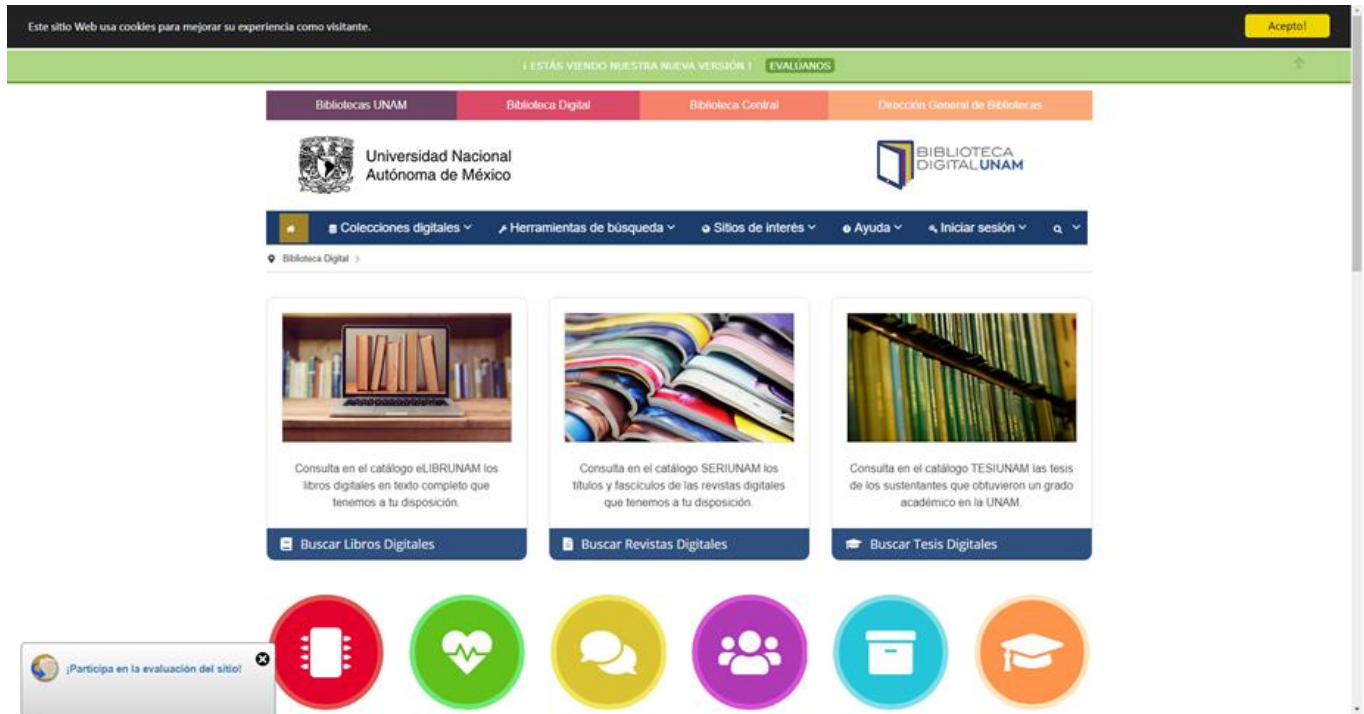 Este sitio Web usa cookies para mejorar su experiencia como visitante.
Acepto!
¡ ESTÁS VIENDO NUESTRA NUEVA VERSIÓN !
EVALÚANOS
Bibliotecas UNAM
Biblioteca Digital
Biblioteca Central
Dirección General de Bibliotecas
Universidad Nacional
Autónoma de México
BIBLIOTECA
DIGITALUNAM
Colecciones digitales
Herramientas de búsqueda
Sitios de interés
Ayuda
Iniciar sesión
Biblioteca Digital >
Consulta en el catálogo eLIBRUNAM los
libros digitales en texto completo que
tenemos a tu disposición.
Buscar Libros Digitales
Consulta en el catálogo SERIUNAM los
títulos y fascículos de las revistas digitales
que tenemos a tu disposición.
Buscar Revistas Digitales
Consulta en el catálogo TESIUNAM las tesis
de los sustentantes que obtuvieron un grado
académico en la UNAM.
Buscar Tesis Digitales
¡Participa en la evaluación del sitio!